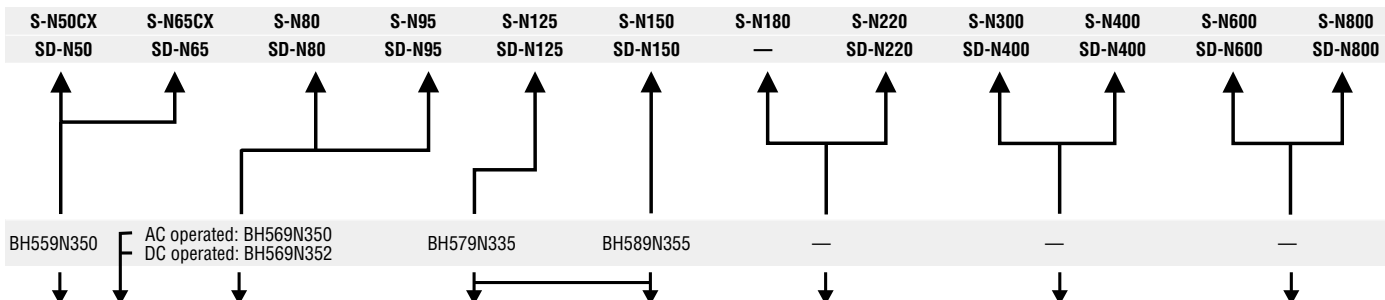 S-N50CX S-N65CX S-N80 S-N95 S-N125 S-N150 S-N180 S-N220 S-N300 S-N400 S-N600 S-N800
SD-N50 SD-N65 SD-N80 SD-N95 SD-N125 SD-N150 — SD-N220 SD-N400 SD-N400 SD-N600 SD-N800
BH559N350 AC operated: BH569N350 BH579N335 BH589N355 — — —
DC operated: BH569N352